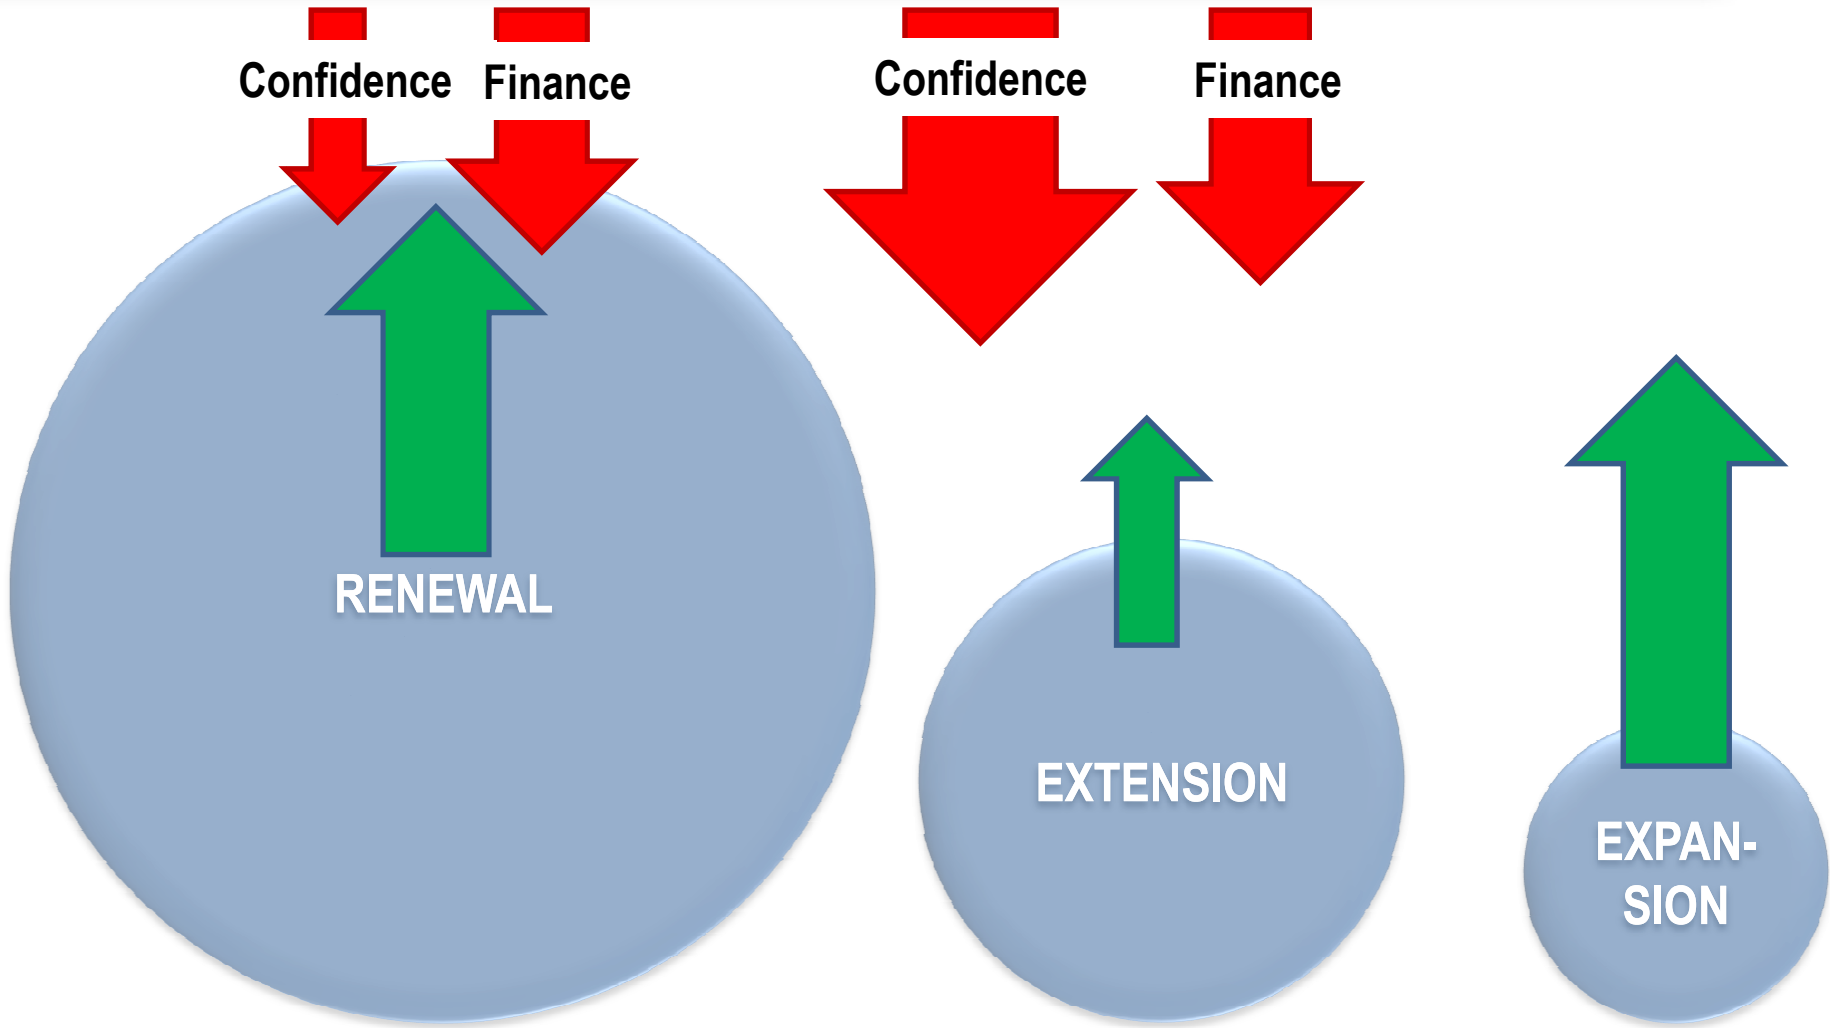 Confidence Finance
Confidence Finance
RENEWAL
EXTENSION
EXPAN-
SION